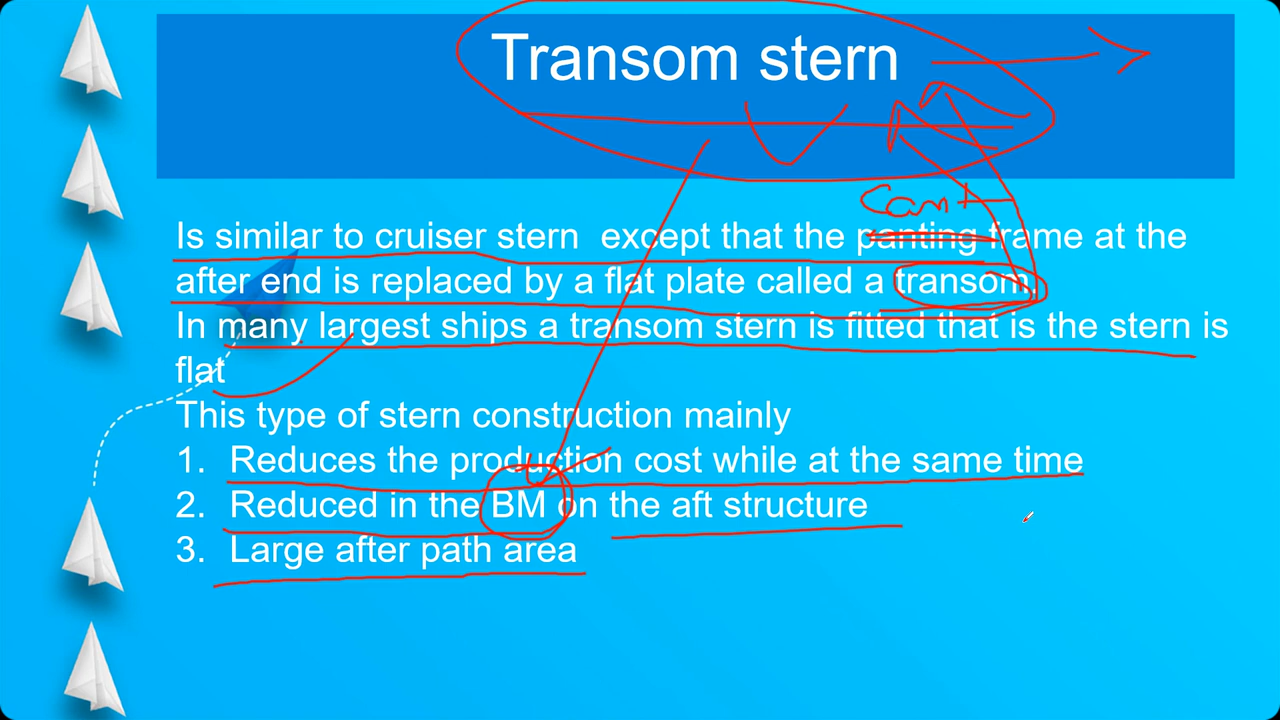 Transom stern
Cant
Is similar to cruiser stern except that the panting frame at the
after end is replaced by a flat plate called a transom.
In many largest ships a transom stern is fitted that is the stern is
flat
This type of stern construction mainly
1. Reduces the production cost while at the same time
2. Reduced in the BM on the aft structure
3. Large after path area